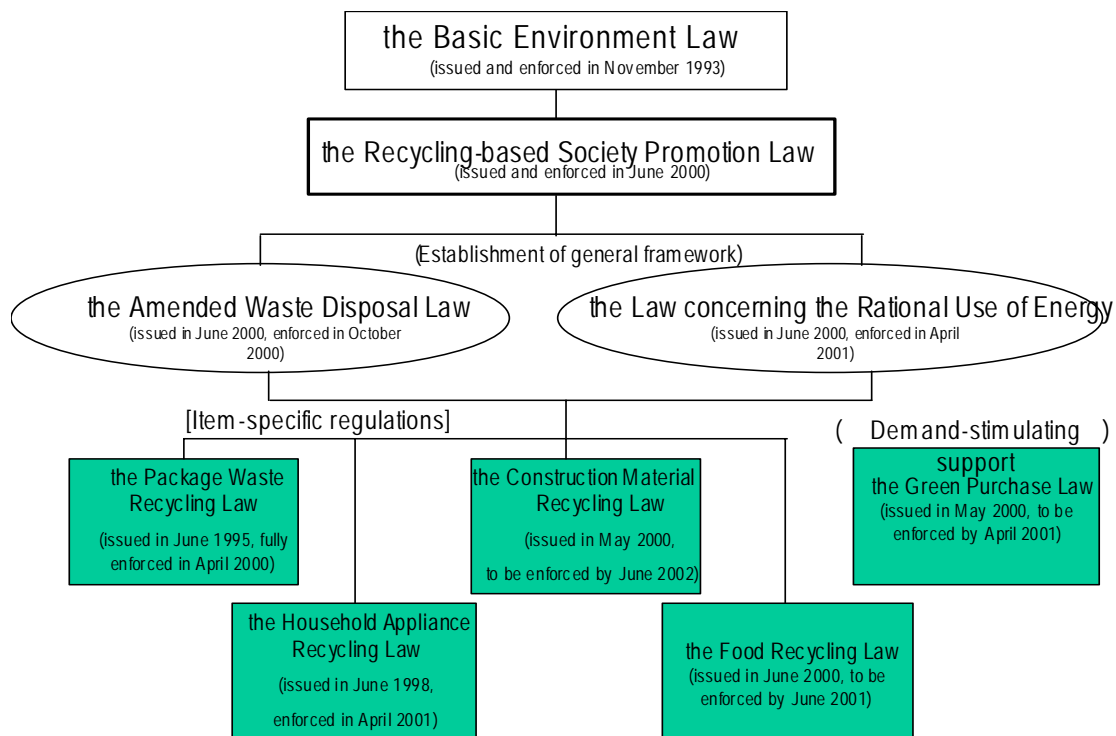 the Basic Environment Law
(issued and enforced in November 1993)
the Recycling-based Society Promotion Law
(issued and enforced in June 2000)
(Establishment of general framework)
the Amended Waste Disposal Law
(issued in June 2000, enforced in October
2000)
the Law concerning the Rational Use of Energy
(issued in June 2000, enforced in April
2001)
[Item-specific regulations]
( Demand-stimulating )
support
the Package Waste
Recycling Law
(issued in June 1995, fully
enforced in April 2000)
the Construction Material
Recycling Law
(issued in May 2000,
to be enforced by June 2002)
the Green Purchase Law
(issued in May 2000, to be
enforced by April 2001)
the Household Appliance
Recycling Law
(issued in June 1998,
enforced in April 2001)
the Food Recycling Law
(issued in June 2000, to be
enforced by June 2001)